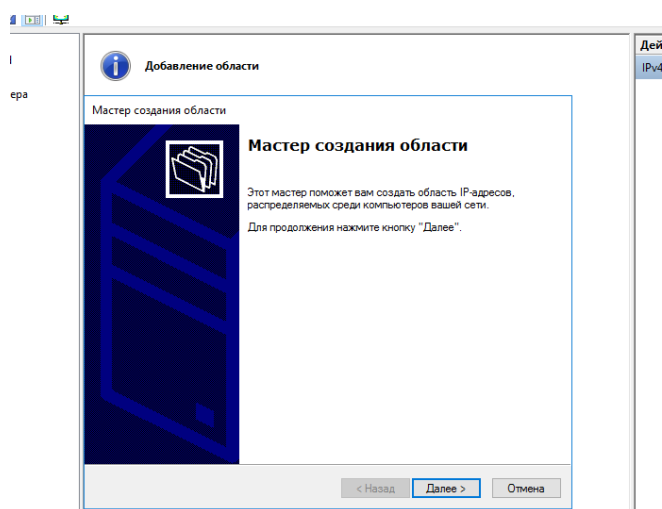 Дей
Добавление области
IPv4
ера
Мастер создания области
Мастер создания области
Этот мастер поможет вам создать область IP-адресов,
распределяемых среди компьютеров вашей сети.
Для продолжения нажмите кнопку "Далее".
< Назад
Далее >
Отмена